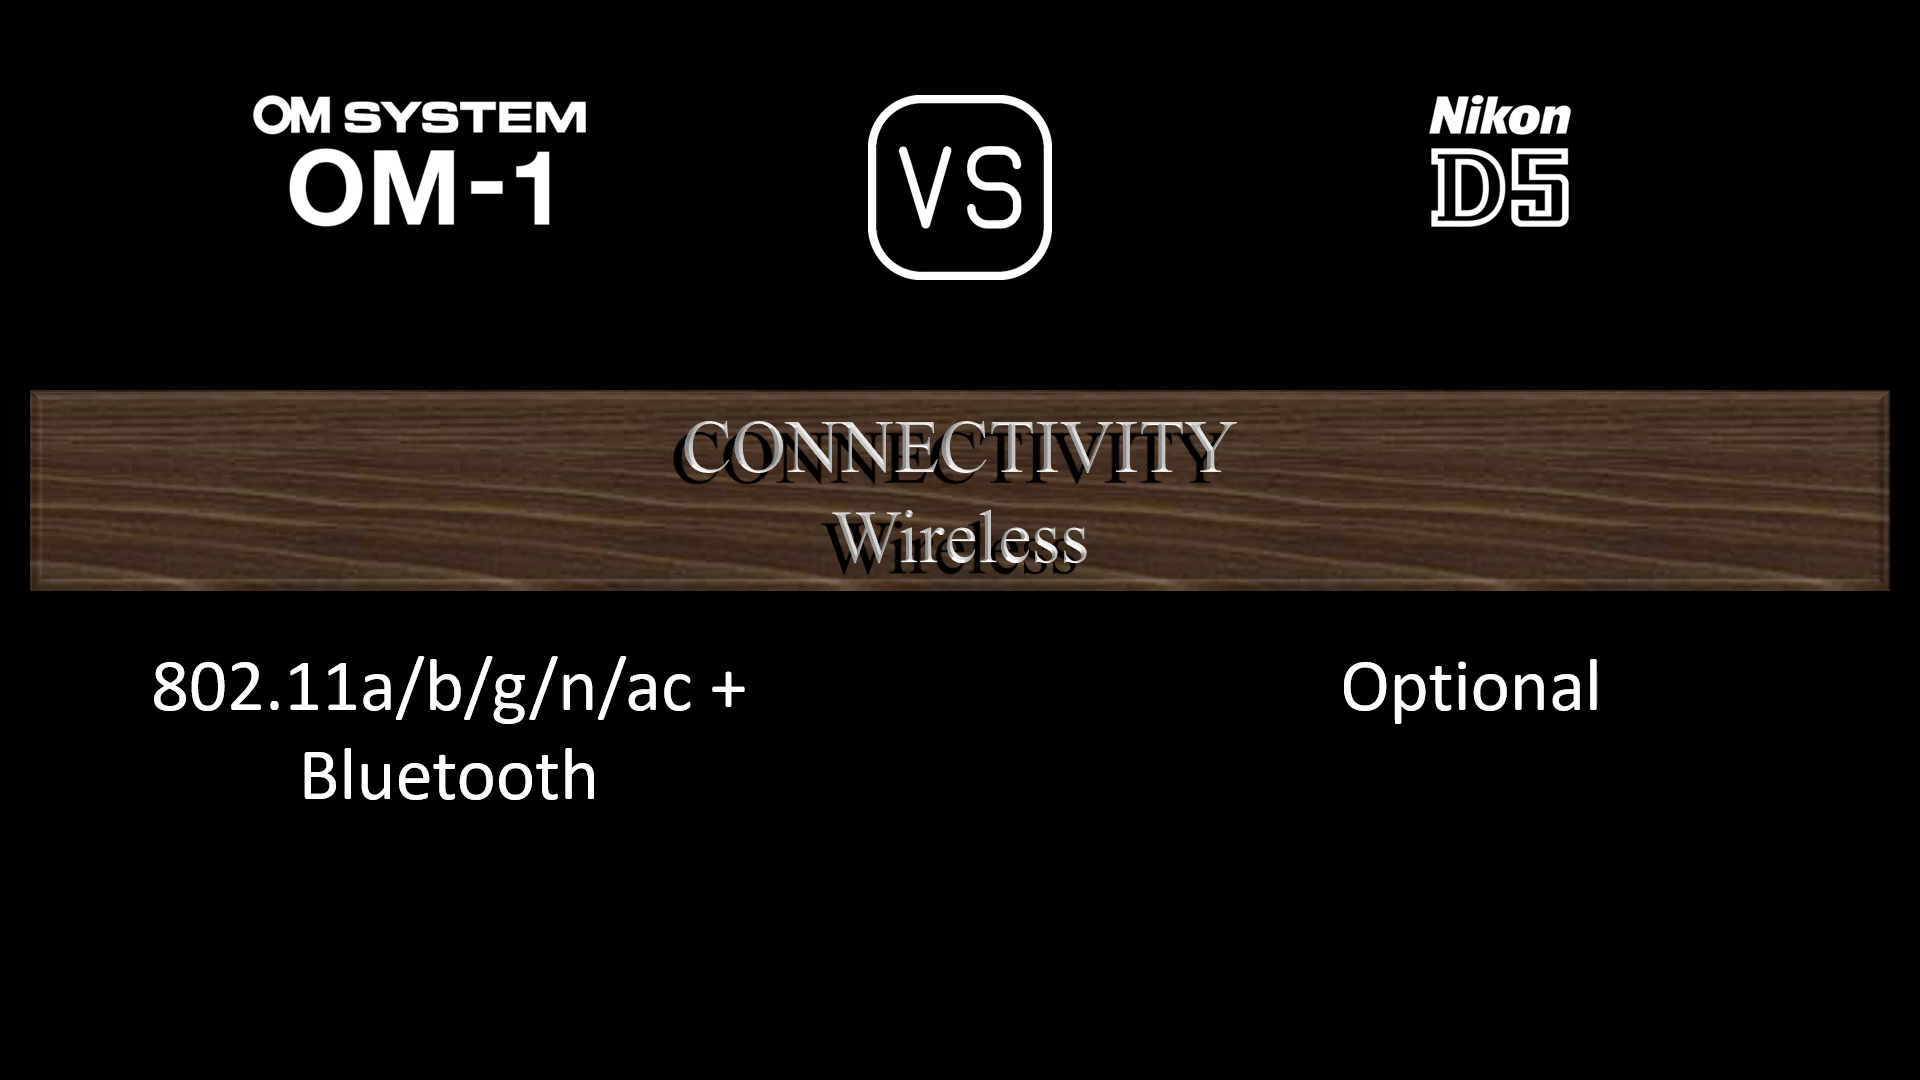 OM SYSTEM
OM-1
VS
Nikon
D5
CONNECTIVITY
Wireless
802.11a/b/g/n/ac +
Bluetooth
Optional